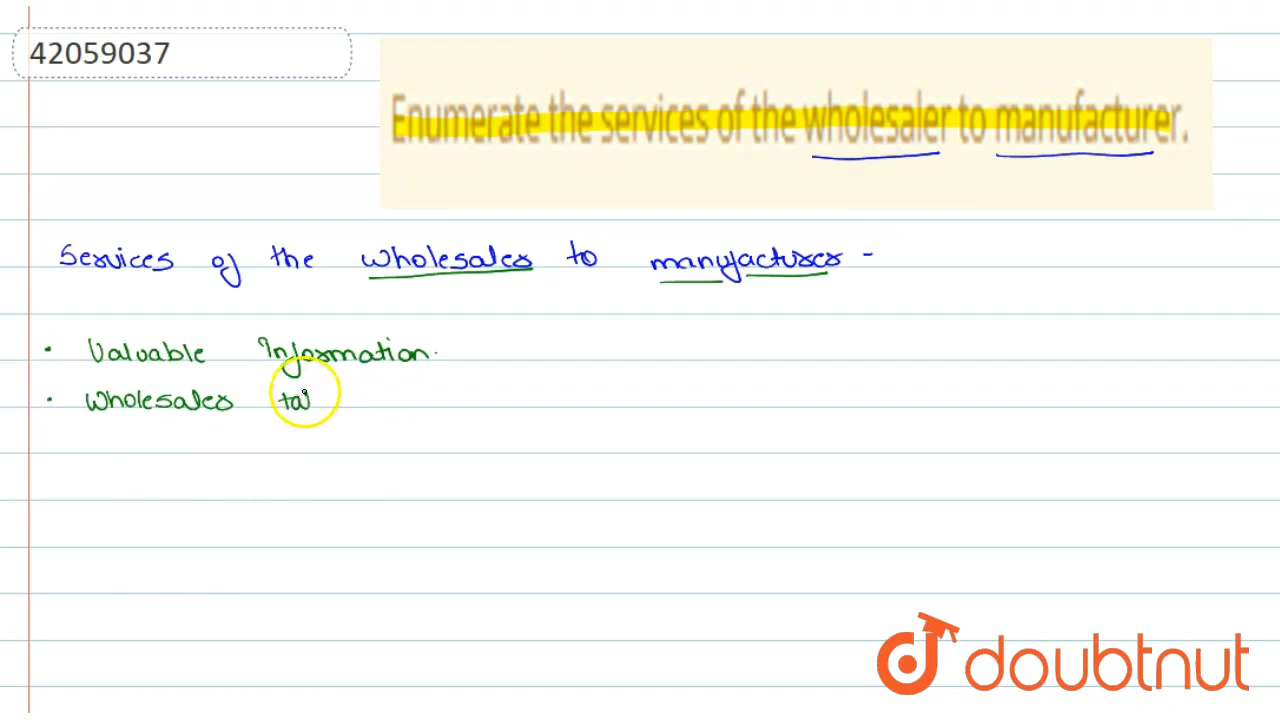 42059037
Enumerate the services of the wholesaler to manufacturer.
Services of the wholesaler to manufacturer -
• Valuable Information.
• Wholesaler ta
doubtnut